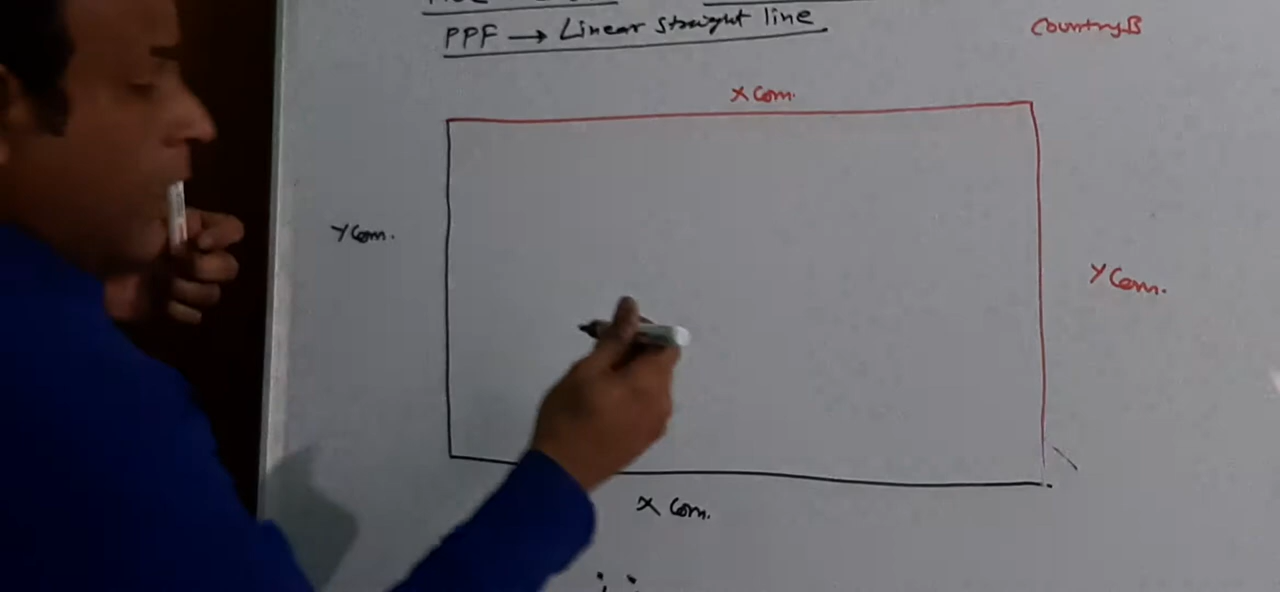 PPF → Linear straight line
Country B
X Com.
Y Com.
Y Com.
X Com.